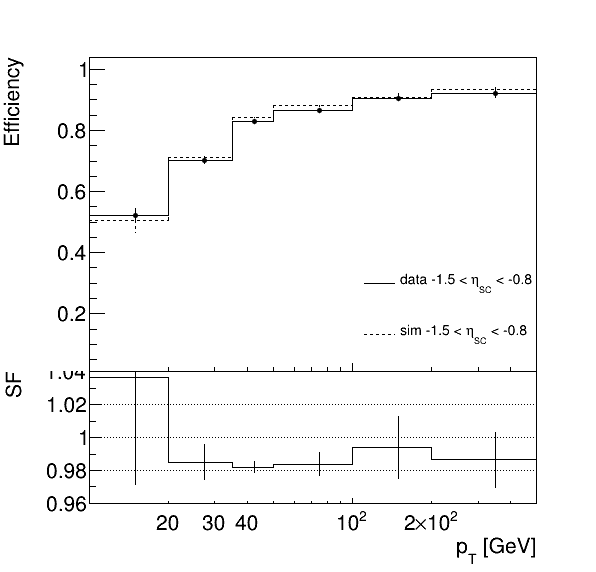 Efficiency
1
0.8
0.6
0.4
0.2
data -1.5 < η_SC < -0.8
sim -1.5 < η_SC < -0.8
SF
1.04
1.02
1
0.98
0.96
20 30 40 10² 2×10²
p_T [GeV]